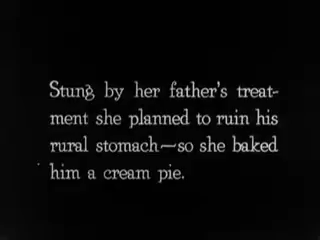 Stung by her father's treat-
ment she planned to ruin his
rural stomach—so she baked
him a cream pie.